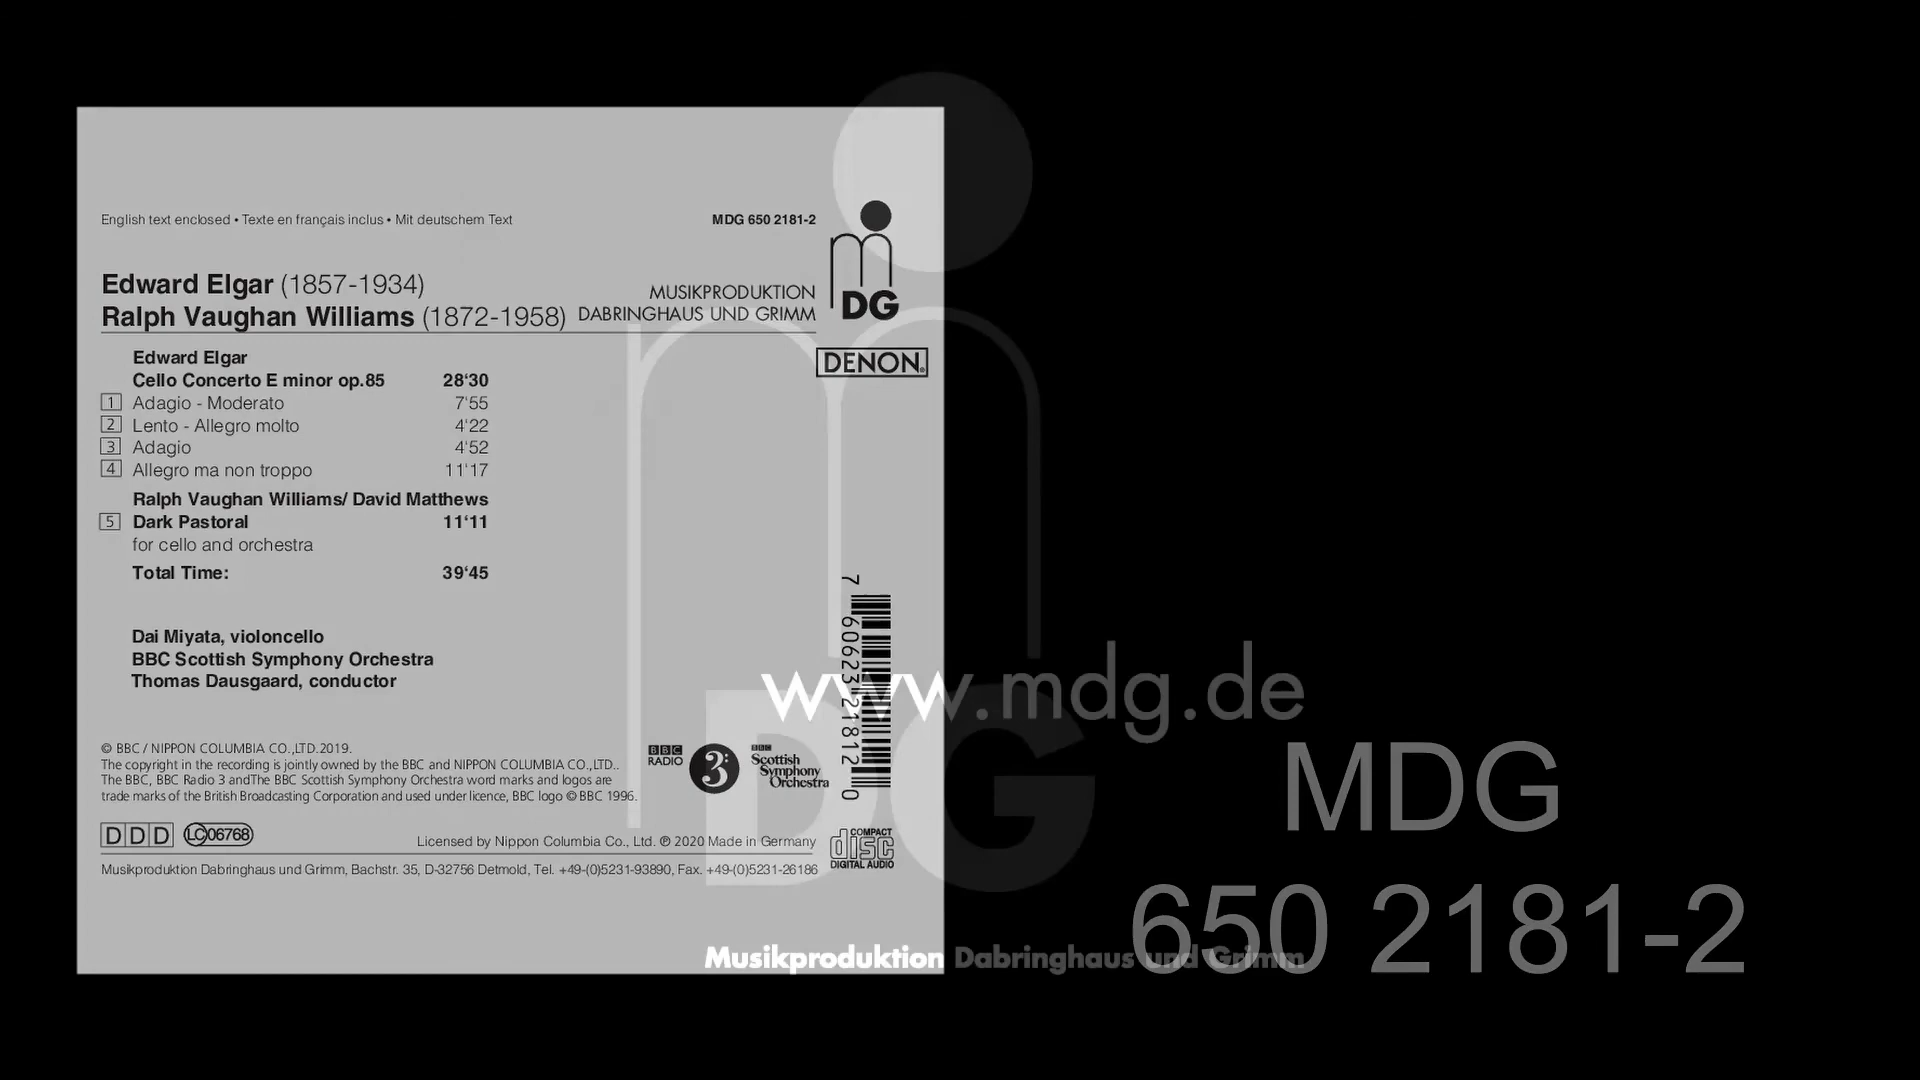 English text enclosed • Texte en français inclus • Mit deutschem Text
MDG 650 2181-2
m
DG
Edward Elgar (1857-1934)
Ralph Vaughan Williams (1872-1958)
MUSIKPRODUKTION
DABRINGHAUS UND GRIMM
DENON®
Edward Elgar
Cello Concerto E minor op.85 28‘30
1 Adagio - Moderato 7'55
2 Lento - Allegro molto 4'22
3 Adagio 4'52
4 Allegro ma non troppo 11'17
Ralph Vaughan Williams/ David Matthews
5 Dark Pastoral 11‘11
for cello and orchestra
Total Time: 39‘45
Dai Miyata, violoncello
BBC Scottish Symphony Orchestra
Thomas Dausgaard, conductor
7 60623 21812 0
© BBC / NIPPON COLUMBIA CO.,LTD.2019.
The copyright in the recording is jointly owned by the BBC and NIPPON COLUMBIA CO.,LTD..
The BBC, BBC Radio 3 andThe BBC Scottish Symphony Orchestra word marks and logos are
trade marks of the British Broadcasting Corporation and used under licence, BBC logo © BBC 1996.
BBC
RADIO
3
BBC
Scottish
Symphony
Orchestra
DDD LC06768
Licensed by Nippon Columbia Co., Ltd. ℗ 2020 Made in Germany
COMPACT
disc
DIGITAL AUDIO
Musikproduktion Dabringhaus und Grimm, Bachstr. 35, D-32756 Detmold, Tel. +49-(0)5231-93890, Fax. +49-(0)5231-26186
m
DG
www.mdg.de
Musikproduktion Dabringhaus und Grimm
MDG
650 2181-2